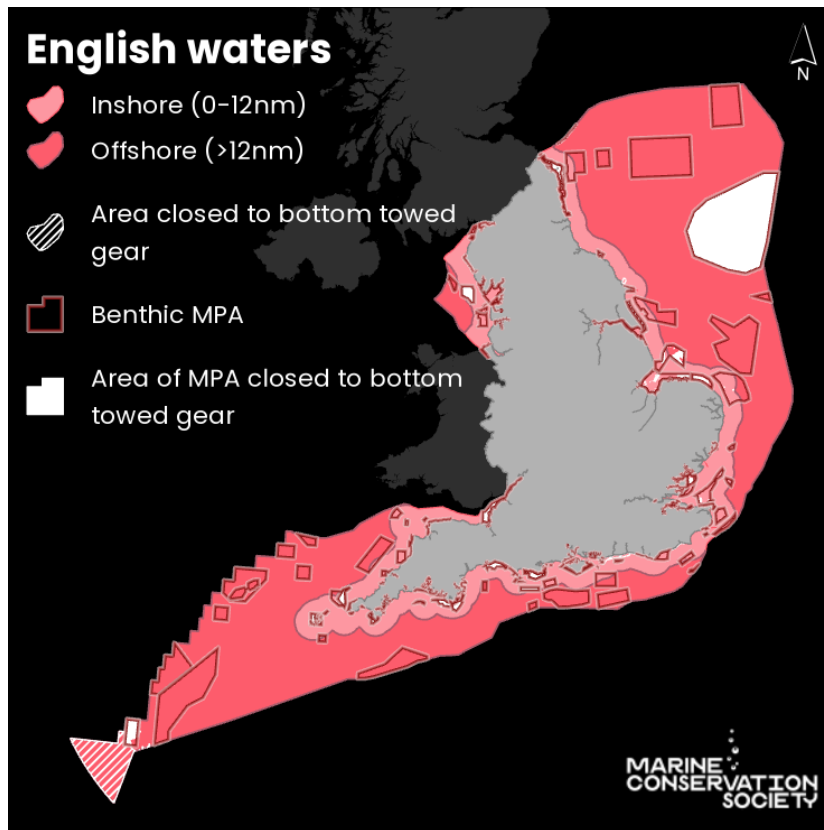 English waters
Inshore (0-12nm)
Offshore (>12nm)
Area closed to bottom towed
gear
Benthic MPA
Area of MPA closed to bottom
towed gear
N
MARINE
CONSERVATION
SOCIETY